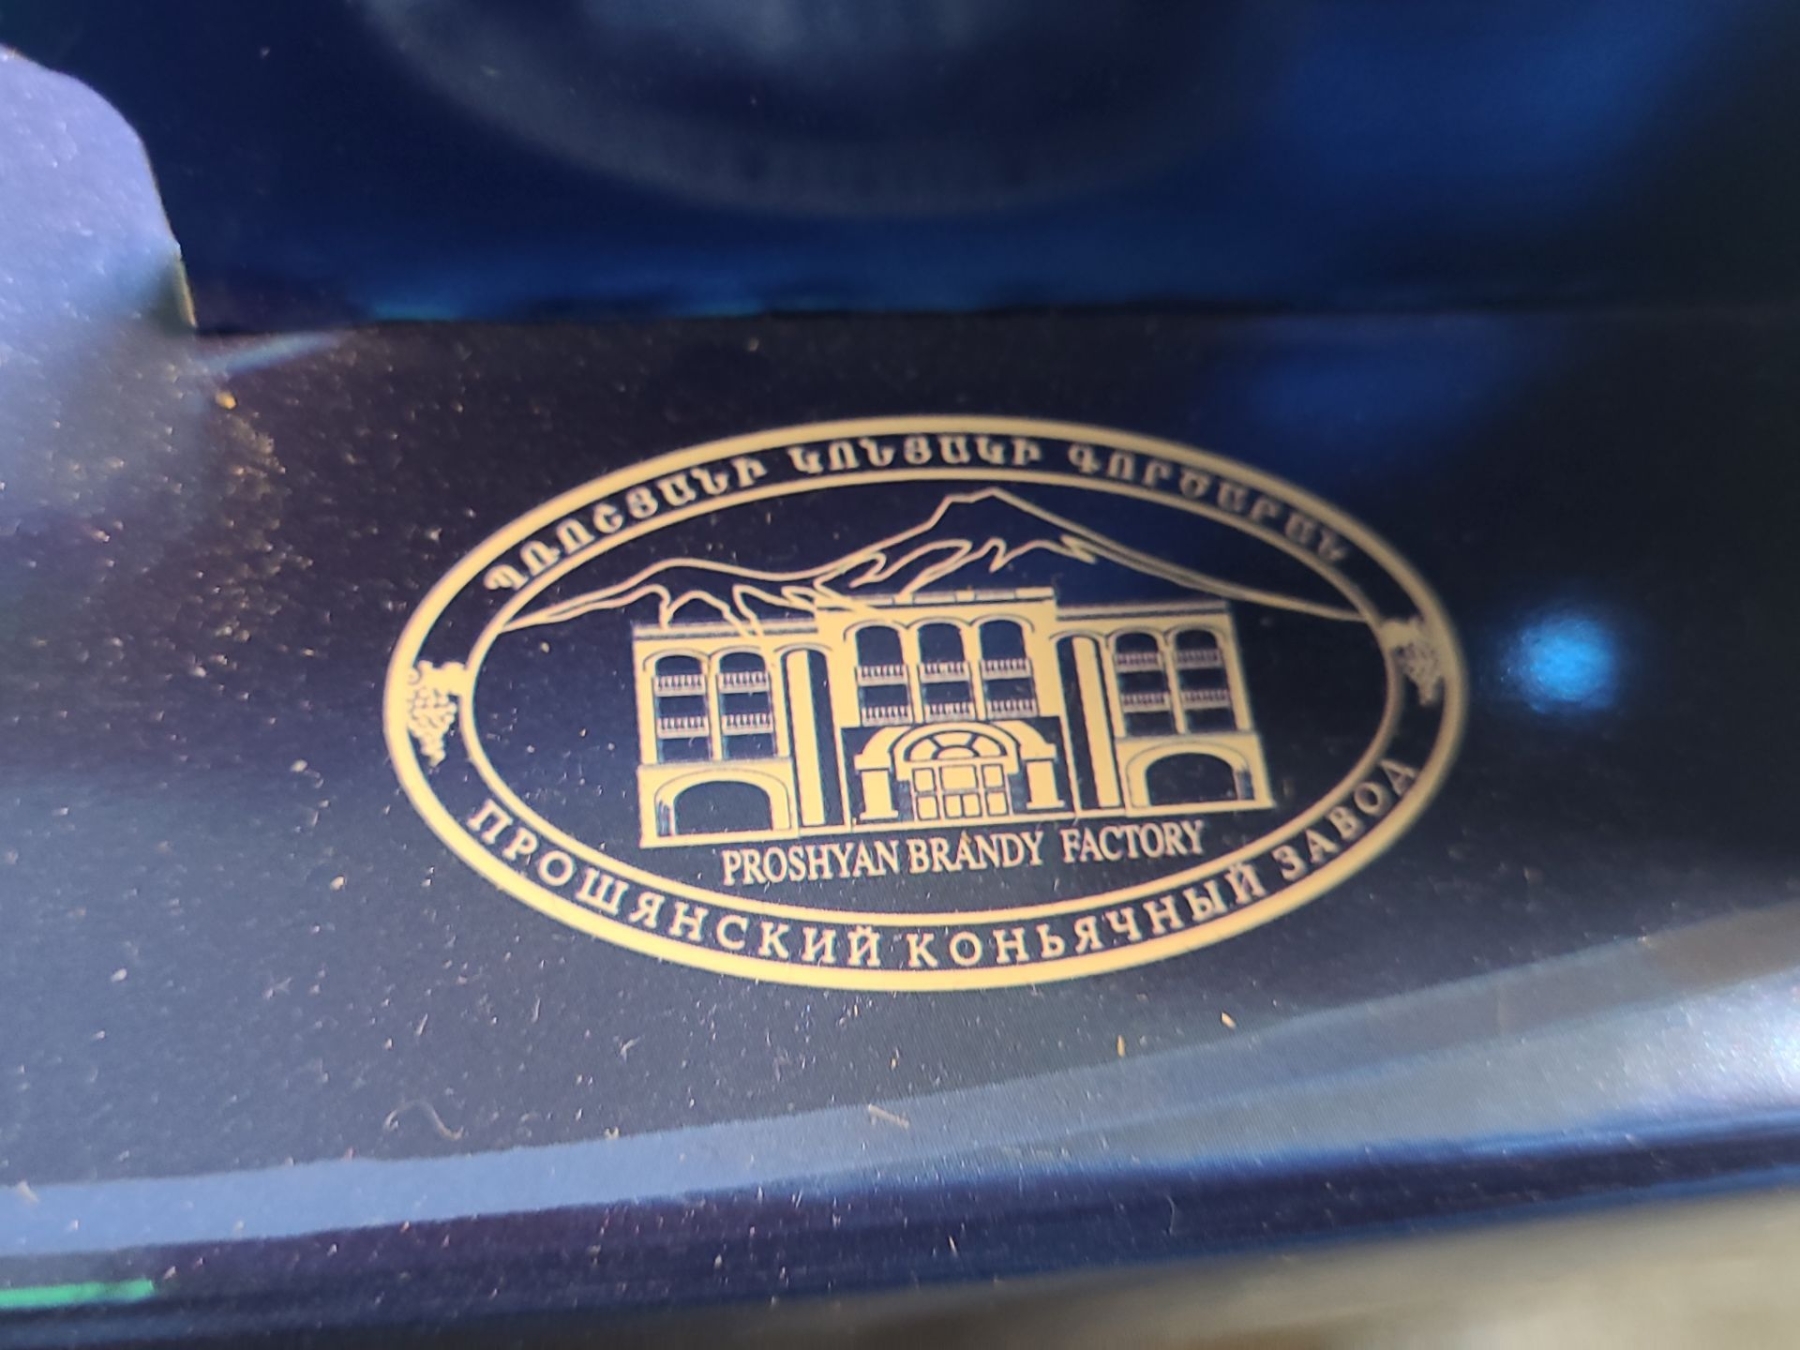 ՊՌՈՇՅԱՆԻ ԿՈՆՅԱԿԻ ԳՈՐԾԱՐԱՆ
PROSHYAN BRANDY FACTORY
ПРОШЯНСКИЙ КОНЬЯЧНЫЙ ЗАВОД